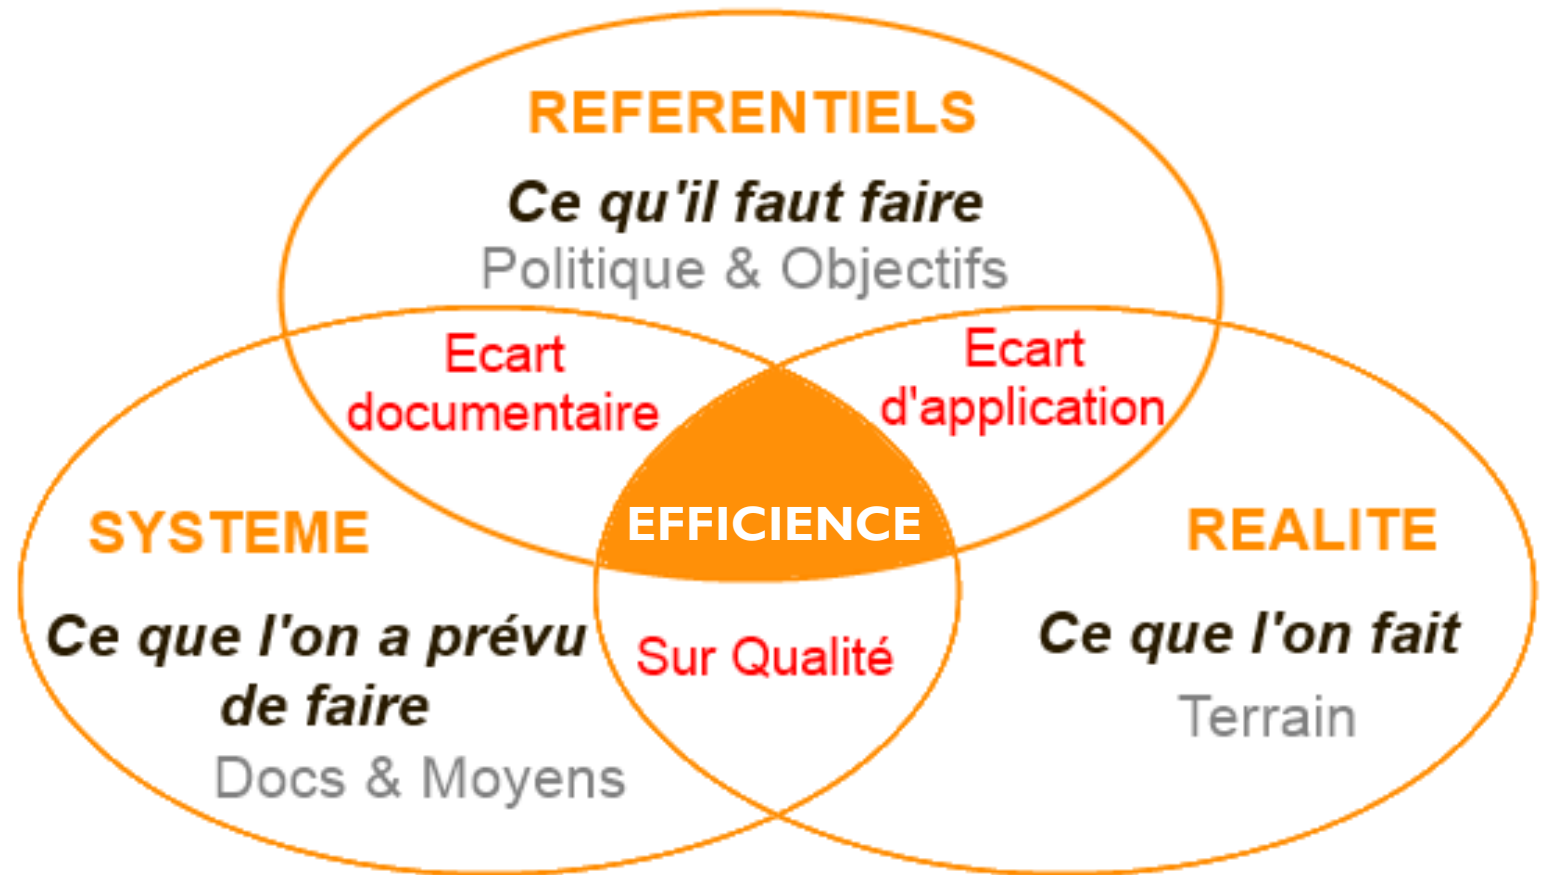 REFERENTIELS
Ce qu'il faut faire
Politique & Objectifs
Ecart
documentaire
Ecart
d'application
EFFICIENCE
SYSTEME
Ce que l'on a prévu
de faire
Docs & Moyens
Sur Qualité
REALITE
Ce que l'on fait
Terrain